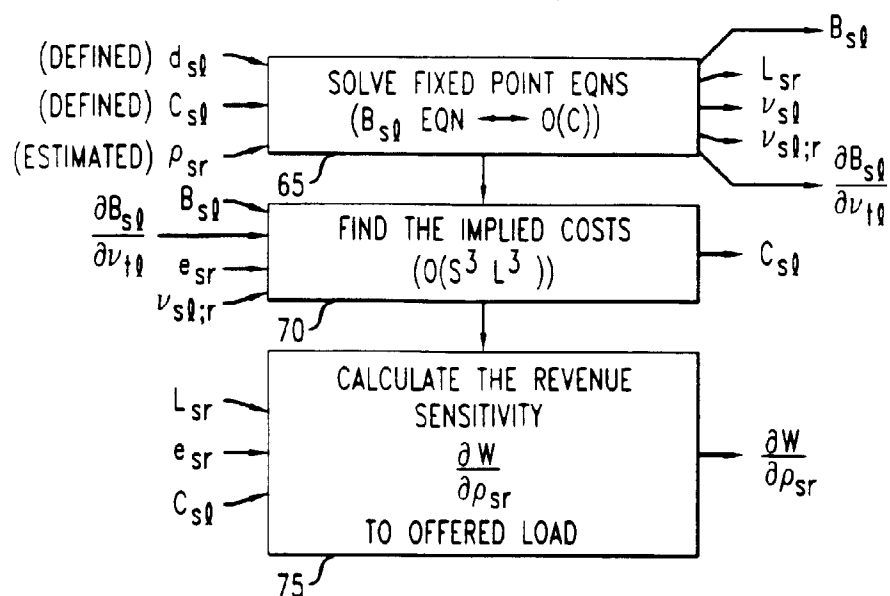 (DEFINED) d_sℓ
(DEFINED) C_sℓ
(ESTIMATED) ρ_sr
SOLVE FIXED POINT EQNS
(B_sℓ EQN ↔ O(C))
B_sℓ
L_sr
ν_sℓ
ν_sℓ;r
∂B_sℓ
∂ν_tℓ
65
B_sℓ
∂B_sℓ
∂ν_tℓ
e_sr
ν_sℓ;r
FIND THE IMPLIED COSTS
(O(S^3 L^3))
C_sℓ
70
L_sr
e_sr
C_sℓ
CALCULATE THE REVENUE
SENSITIVITY
∂W
∂ρ_sr
TO OFFERED LOAD
∂W
∂ρ_sr
75